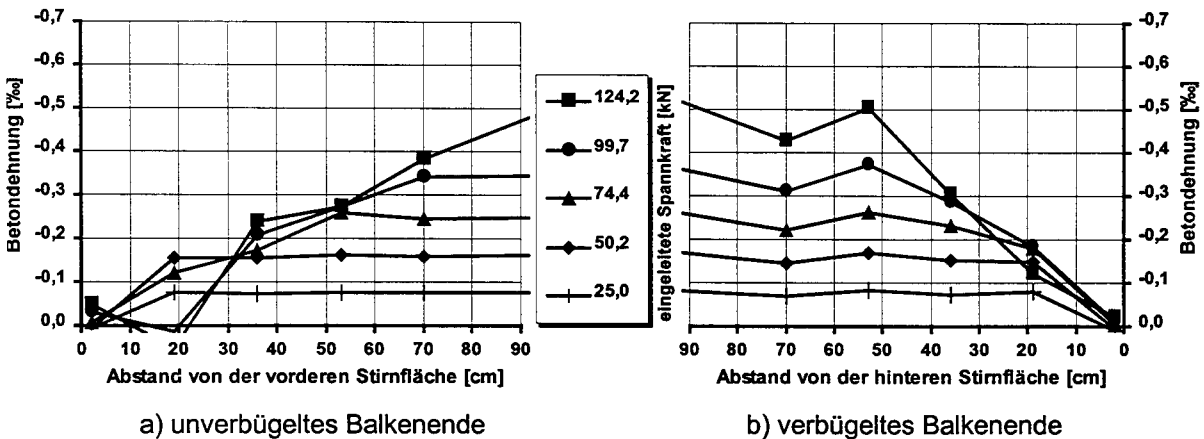 Betondehnung [‰]
-0,7
-0,6
-0,5
-0,4
-0,3
-0,2
-0,1
0,0
0 10 20 30 40 50 60 70 80 90
Abstand von der vorderen Stirnfläche [cm]
a) unverbügeltes Balkenende
124,2
99,7
74,4
50,2
25,0
eingeleitete Spannkraft [kN]
90 80 70 60 50 40 30 20 10 0
Abstand von der hinteren Stirnfläche [cm]
-0,7
-0,6
-0,5
-0,4
-0,3
-0,2
-0,1
0,0
Betondehnung [‰]
b) verbügeltes Balkenende